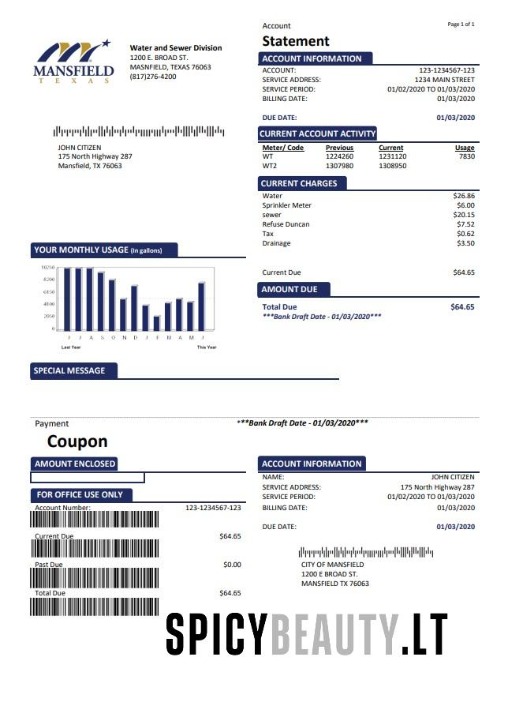 Account
Page 1 of 1
Statement
MANSFIELD
T E X A S
Water and Sewer Division
1200 E. BROAD ST.
MASNFIELD, TEXAS 76063
(817)276-4200
ACCOUNT INFORMATION
ACCOUNT: 123-1234567-123
SERVICE ADDRESS: 1234 MAIN STREET
SERVICE PERIOD: 01/02/2020 TO 01/03/2020
BILLING DATE: 01/03/2020
DUE DATE: 01/03/2020
JOHN CITIZEN
175 North Highway 287
Mansfield, TX 76063
CURRENT ACCOUNT ACTIVITY
Meter/ Code Previous Current Usage
WT 1224260 1231120 7830
WT2 1307980 1308950
CURRENT CHARGES
Water $26.86
Sprinkler Meter $6.00
sewer $20.15
Refuse Duncan $7.52
Tax $0.62
Drainage $3.50
Current Due $64.65
AMOUNT DUE
Total Due $64.65
***Bank Draft Date - 01/03/2020***
YOUR MONTHLY USAGE (In gallons)
8200
6000
4000
2000
0
J J A S O N D J F M A M J
Last Year This Year
SPECIAL MESSAGE
Payment
***Bank Draft Date - 01/03/2020***
Coupon
AMOUNT ENCLOSED
FOR OFFICE USE ONLY
Account Number: 123-1234567-123
Current Due $64.65
Past Due $0.00
Total Due $64.65
ACCOUNT INFORMATION
NAME: JOHN CITIZEN
SERVICE ADDRESS: 175 North Highway 287
SERVICE PERIOD: 01/02/2020 TO 01/03/2020
BILLING DATE: 01/03/2020
DUE DATE: 01/03/2020
CITY OF MANSFIELD
1200 E BROAD ST.
MANSFIELD TX 76063
SPICYBEAUTY.LT